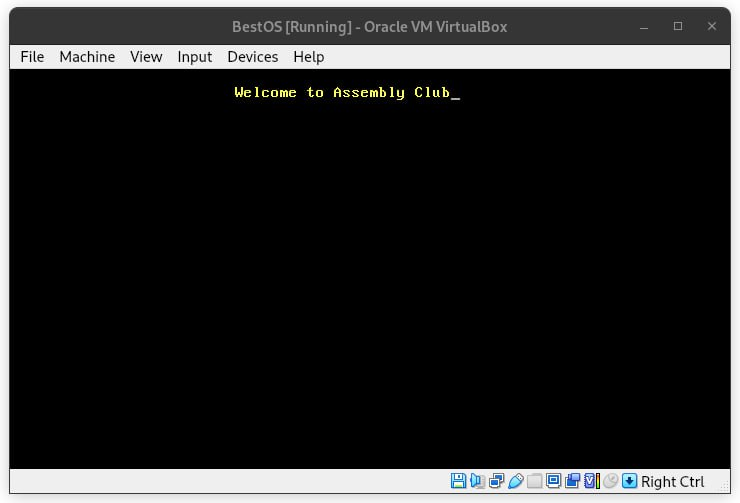 BestOS [Running] - Oracle VM VirtualBox
File Machine View Input Devices Help
Welcome to Assembly Club_
Right Ctrl